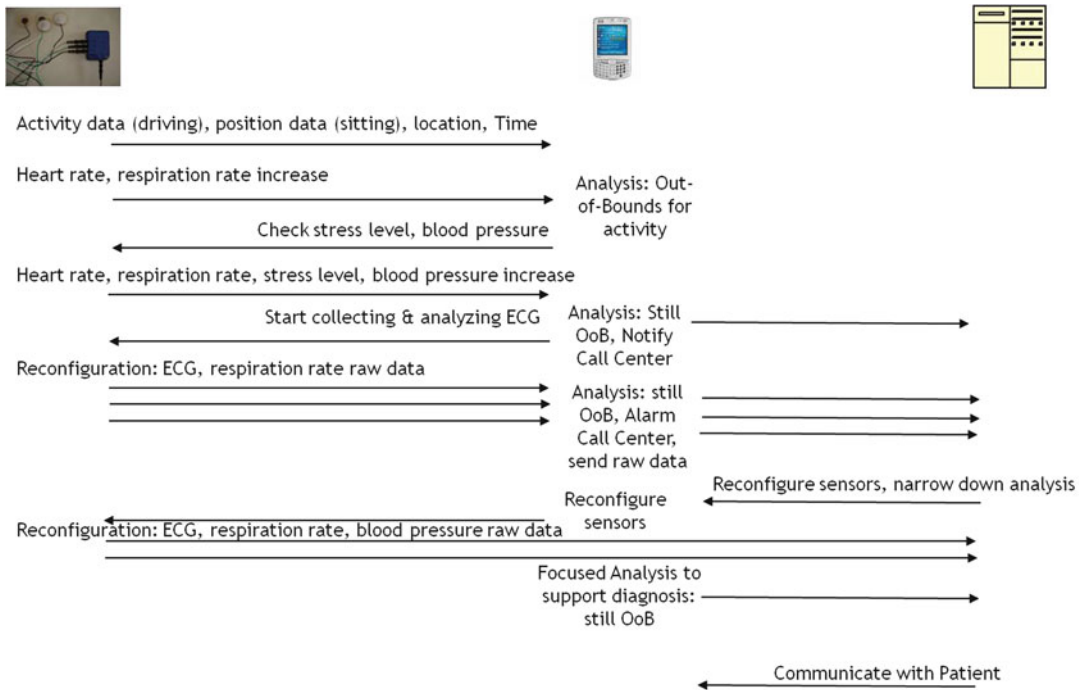 Activity data (driving), position data (sitting), location, Time
Heart rate, respiration rate increase
Analysis: Out-
of-Bounds for
activity
Check stress level, blood pressure
Heart rate, respiration rate, stress level, blood pressure increase
Start collecting & analyzing ECG
Analysis: Still
OoB, Notify
Call Center
Reconfiguration: ECG, respiration rate raw data
Analysis: still
OoB, Alarm
Call Center,
send raw data
Reconfigure sensors, narrow down analysis
Reconfigure
sensors
Reconfiguration: ECG, respiration rate, blood pressure raw data
Focused Analysis to
support diagnosis:
still OoB
Communicate with Patient